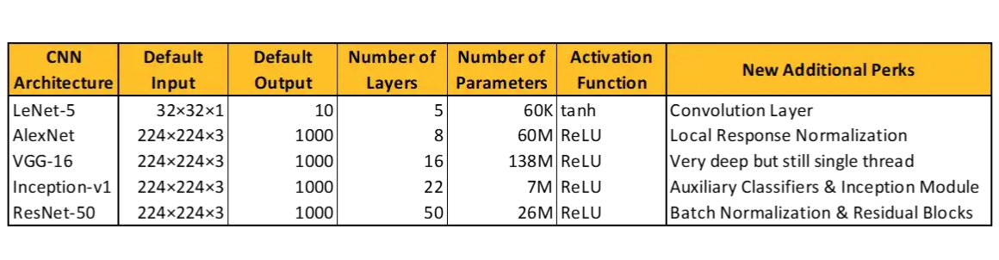 CNN Architecture Default Input Default Output Number of Layers Number of Parameters Activation Function New Additional Perks
LeNet-5 32×32×1 10 5 60K tanh Convolution Layer
AlexNet 224×224×3 1000 8 60M ReLU Local Response Normalization
VGG-16 224×224×3 1000 16 138M ReLU Very deep but still single thread
Inception-v1 224×224×3 1000 22 7M ReLU Auxiliary Classifiers & Inception Module
ResNet-50 224×224×3 1000 50 26M ReLU Batch Normalization & Residual Blocks